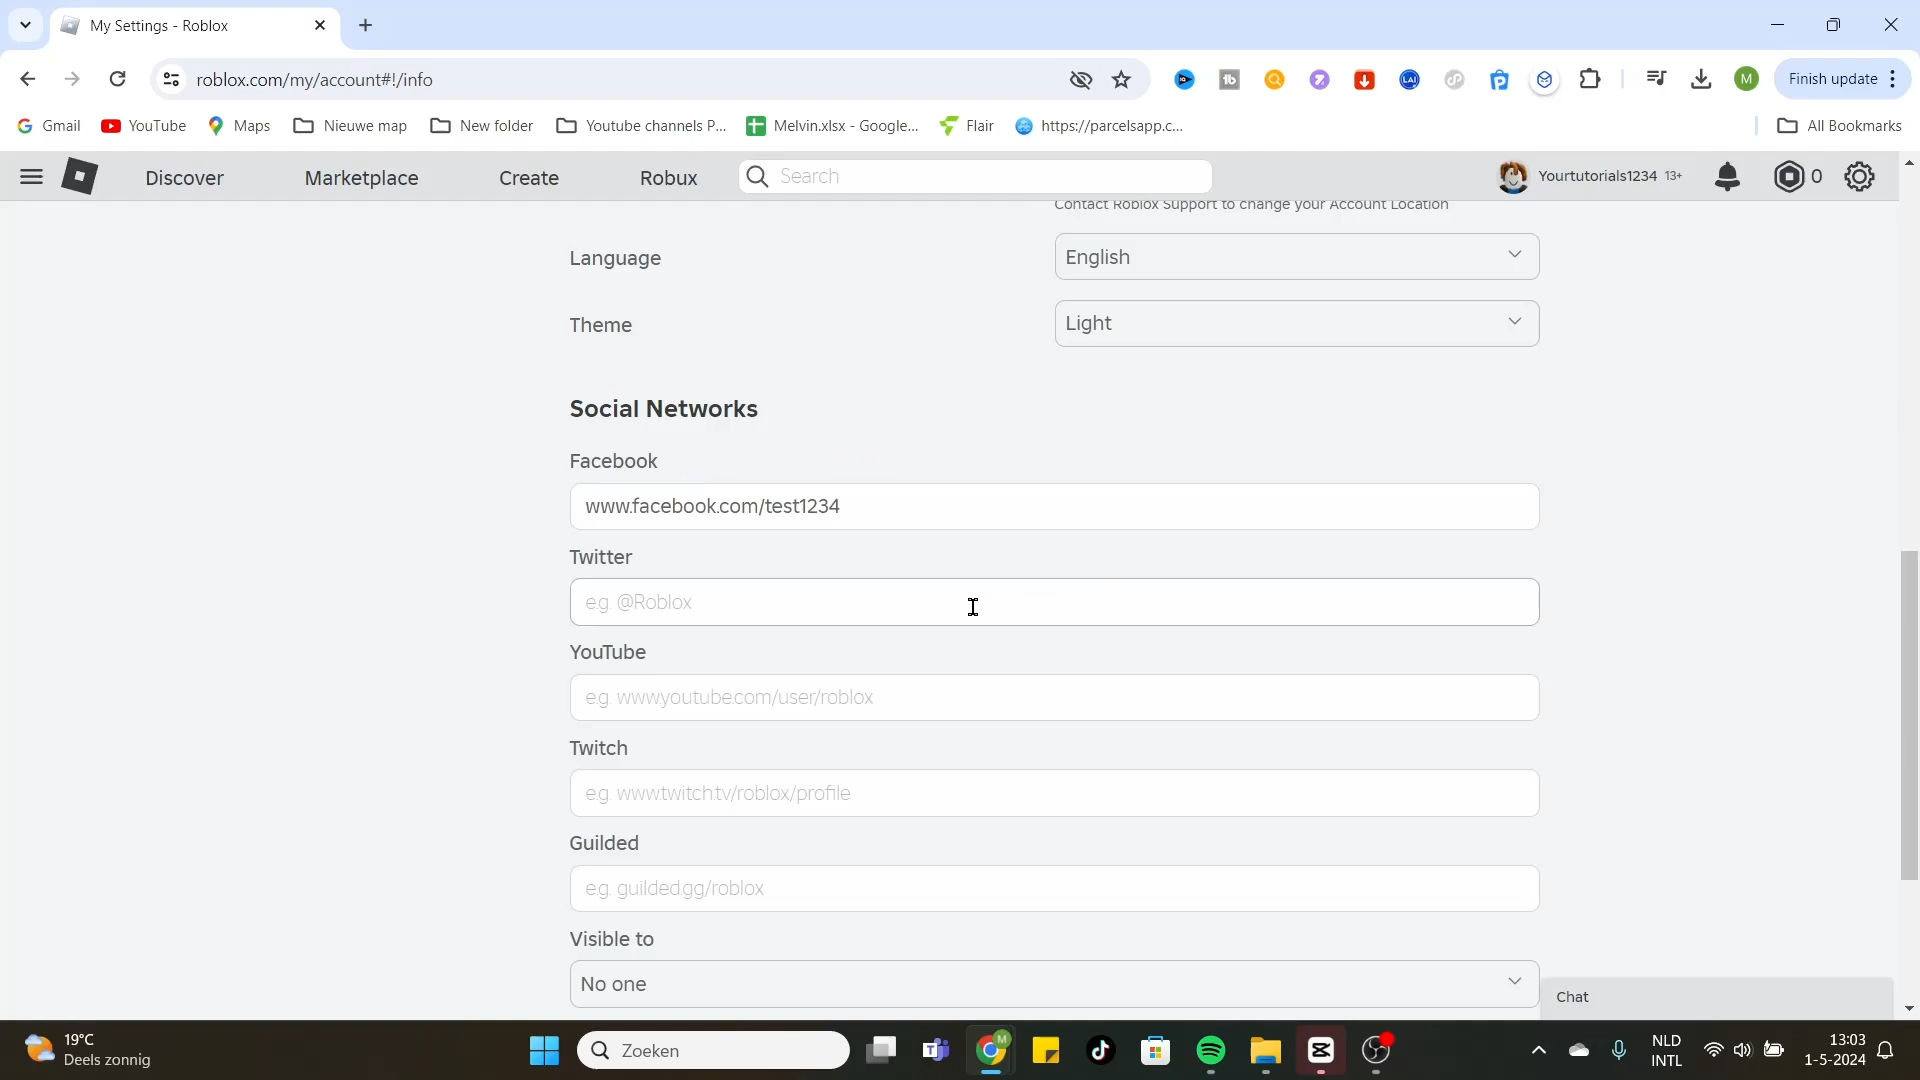 My Settings - Roblox
roblox.com/my/account#!/info
Finish update
Gmail
YouTube
Maps
Nieuwe map
New folder
Youtube channels P...
Melvin.xlsx - Google...
Flair
https://parcelsapp.c...
All Bookmarks
Discover
Marketplace
Create
Robux
Search
Yourtutorials1234 13+
0
Contact Roblox Support to change your Account Location
Language
English
Theme
Light
Social Networks
Facebook
www.facebook.com/test1234
Twitter
e.g. @Roblox
YouTube
e.g. www.youtube.com/user/roblox
Twitch
e.g. www.twitch.tv/roblox/profile
Guilded
e.g. guilded.gg/roblox
Visible to
No one
Chat
19°C
Deels zonnig
Zoeken
NLD
INTL
13:03
1-5-2024